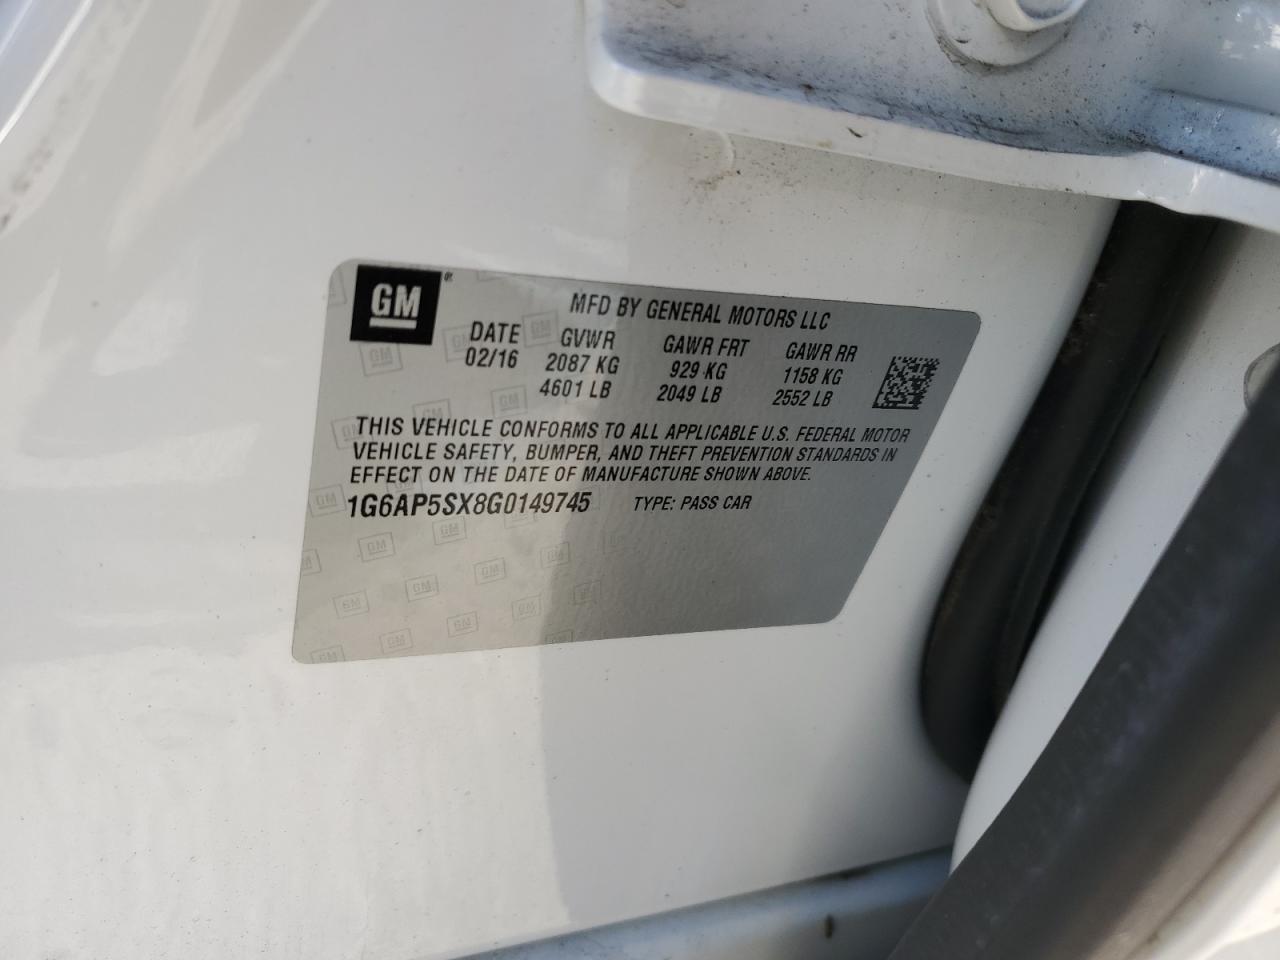 GM®
MFD BY GENERAL MOTORS LLC
DATE GVWR GAWR FRT GAWR RR
02/16 2087 KG 929 KG 1158 KG
4601 LB 2049 LB 2552 LB
THIS VEHICLE CONFORMS TO ALL APPLICABLE U.S. FEDERAL MOTOR
VEHICLE SAFETY, BUMPER, AND THEFT PREVENTION STANDARDS IN
EFFECT ON THE DATE OF MANUFACTURE SHOWN ABOVE.
1G6AP5SX8G0149745 TYPE: PASS CAR